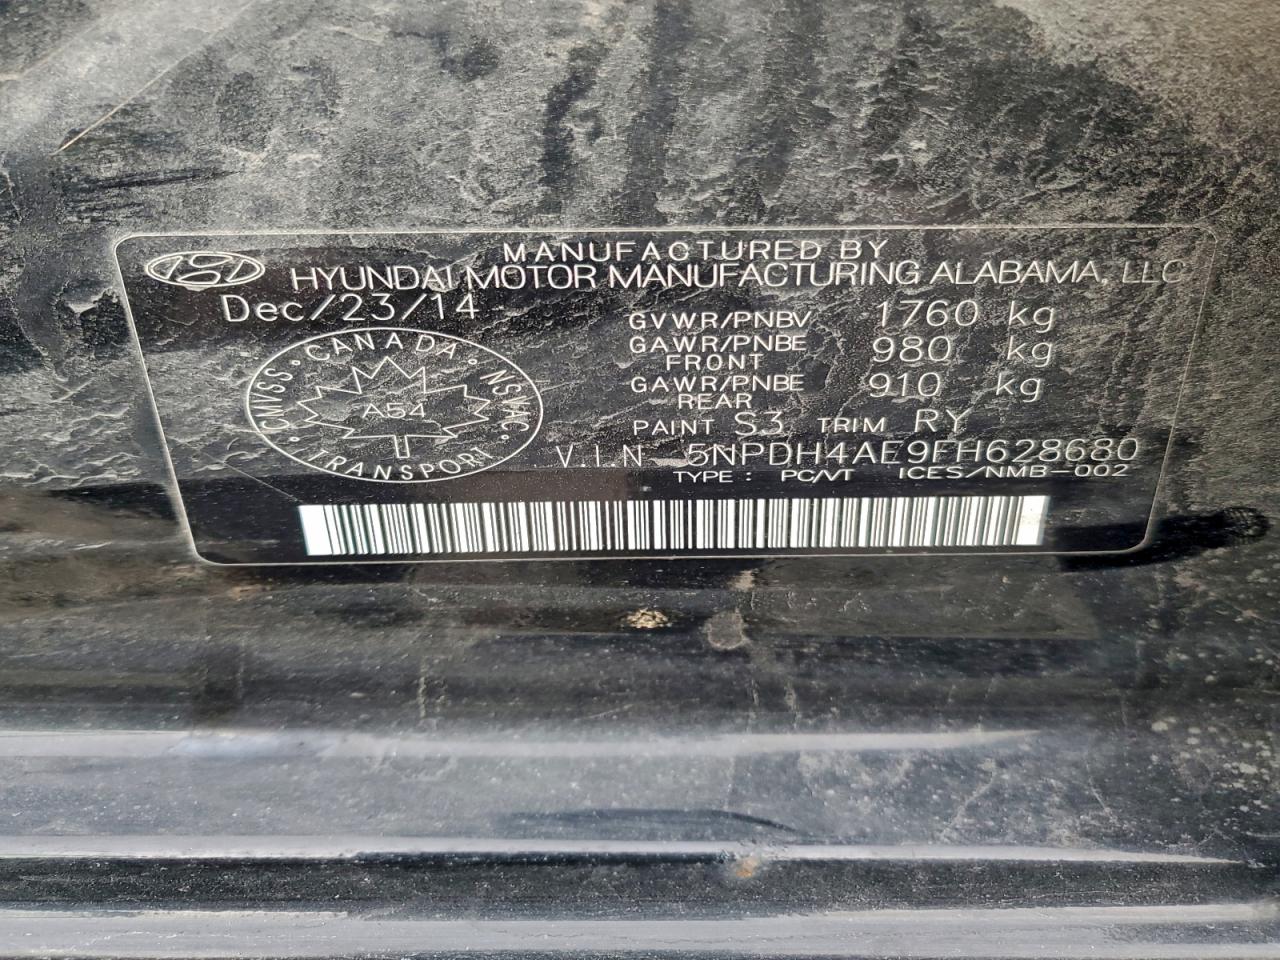 MANUFACTURED BY
HYUNDAI MOTOR MANUFACTURING ALABAMA, LLC
Dec/23/14
GVWR/PNBV 1760 kg
GAWR/PNBE FRONT 980 kg
GAWR/PNBE REAR 910 kg
PAINT S3 TRIM RY
V.I.N 5NPDH4AE9FH628680
TYPE : PC/VT ICES/NMB-002
CANADA · NSVAC · TRANSPORT · CMVSS
A54